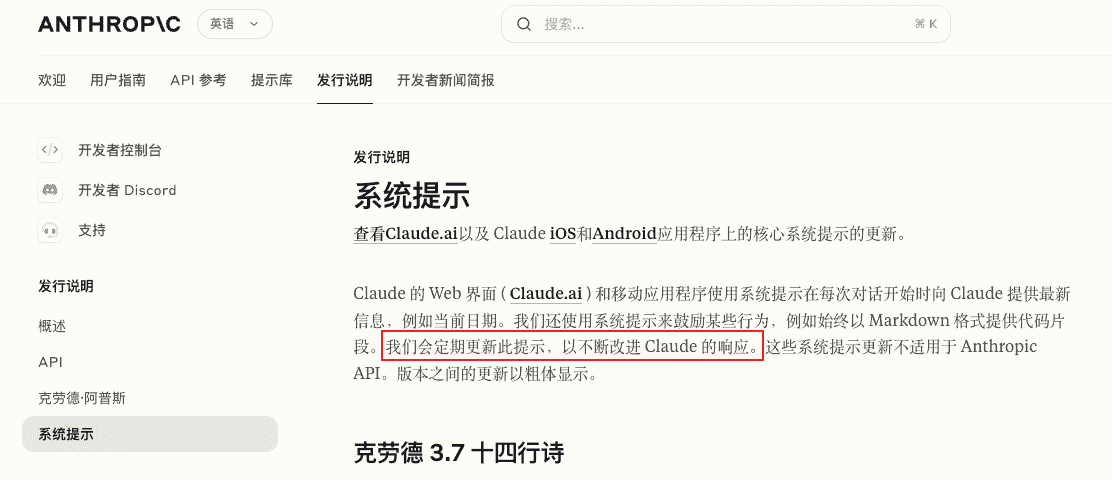 ANTHROP\C 英语 搜索... ⌘ K
欢迎 用户指南 API 参考 提示库 发行说明 开发者新闻简报
开发者控制台
开发者 Discord
支持
发行说明
概述
API
克劳德·阿普斯
系统提示
发行说明
系统提示
查看Claude.ai以及 Claude iOS和Android应用程序上的核心系统提示的更新。
Claude 的 Web 界面 ( Claude.ai ) 和移动应用程序使用系统提示在每次对话开始时向 Claude 提供最新
信息，例如当前日期。我们还使用系统提示来鼓励某些行为，例如始终以 Markdown 格式提供代码片
段。我们会定期更新此提示，以不断改进 Claude 的响应。这些系统提示更新不适用于 Anthropic
API。版本之间的更新以粗体显示。
克劳德 3.7 十四行诗